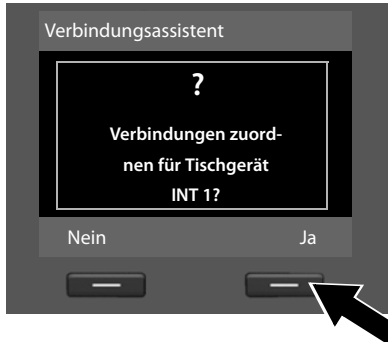 Verbindungsassistent
?
Verbindungen zuord-
nen für Tischgerät
INT 1?
Nein Ja